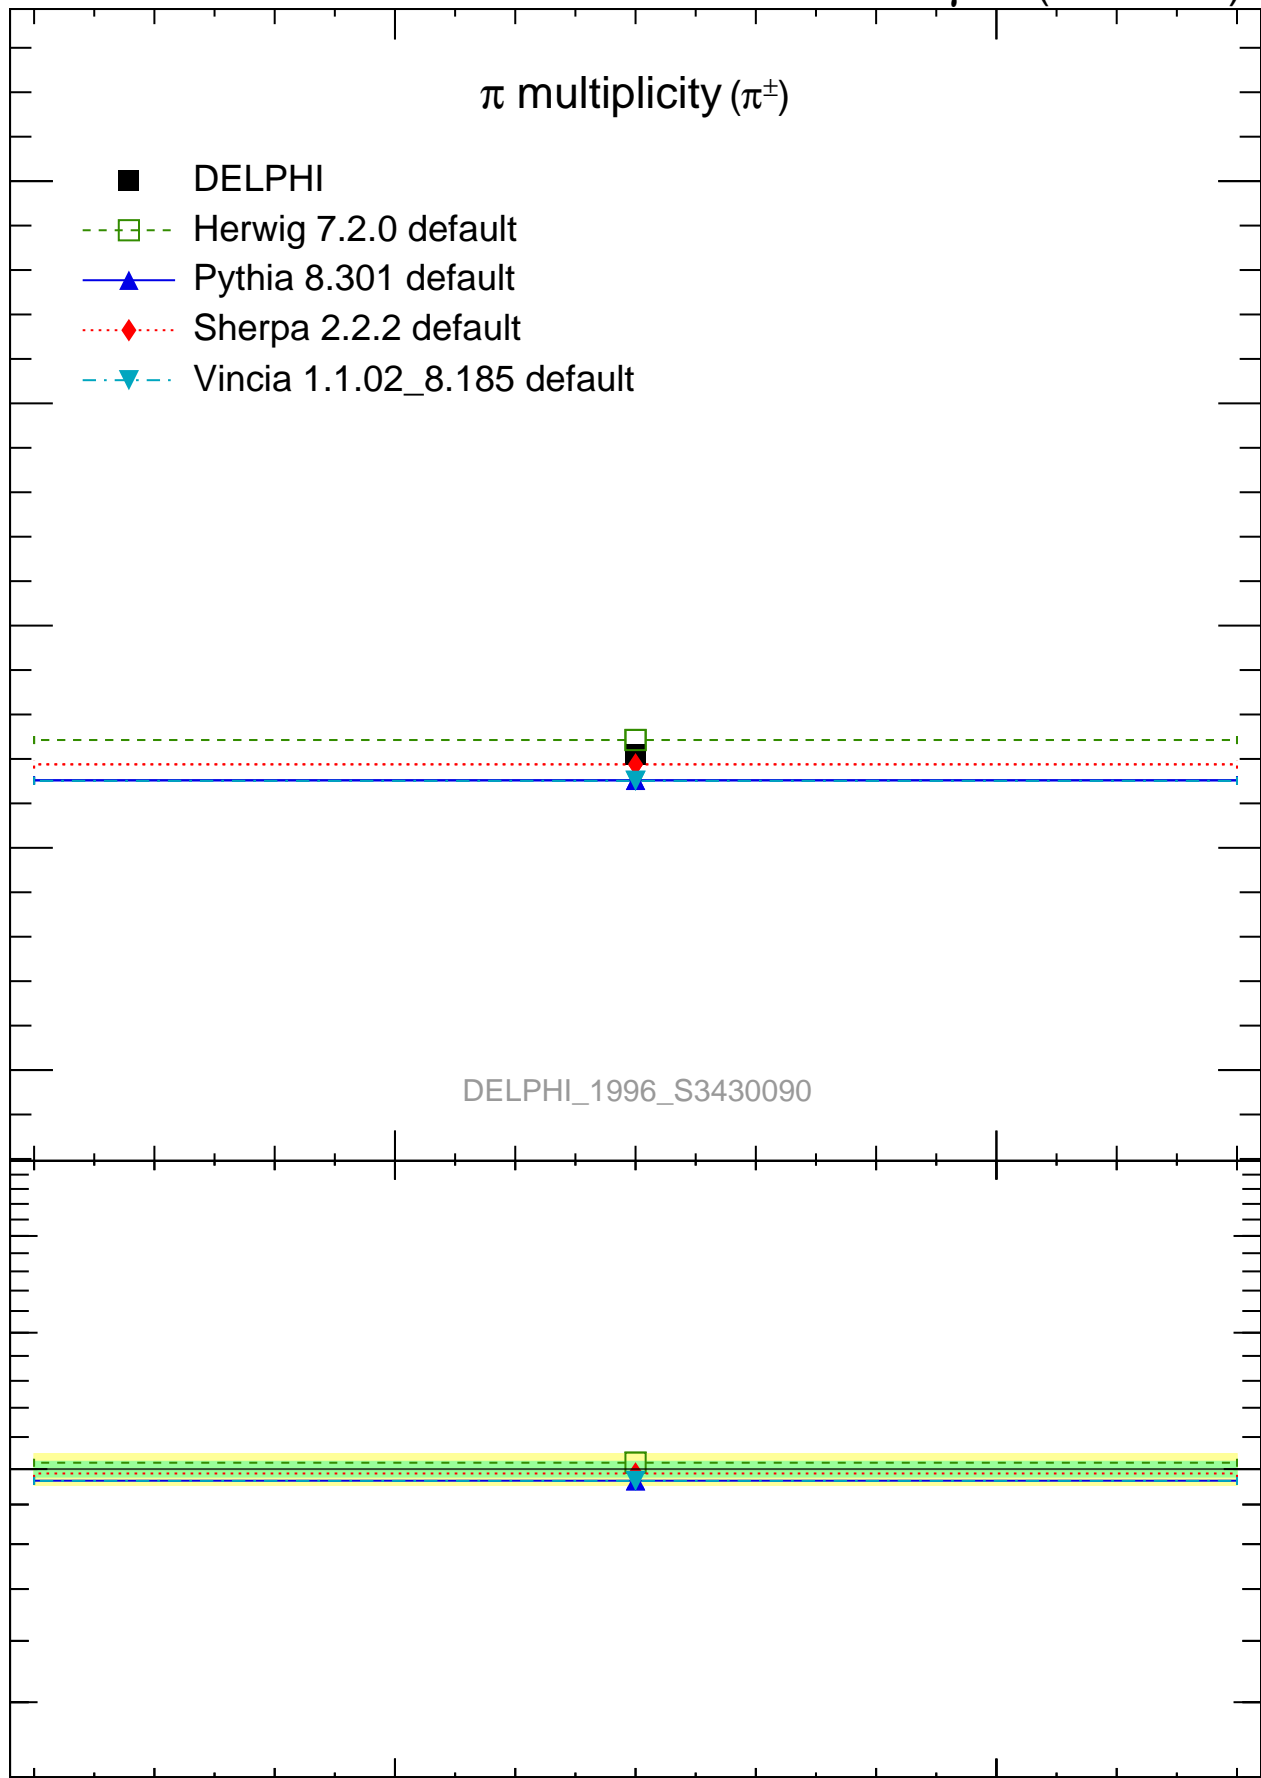 π multiplicity (π±)
DELPHI
Herwig 7.2.0 default
Pythia 8.301 default
Sherpa 2.2.2 default
Vincia 1.1.02_8.185 default
DELPHI_1996_S3430090